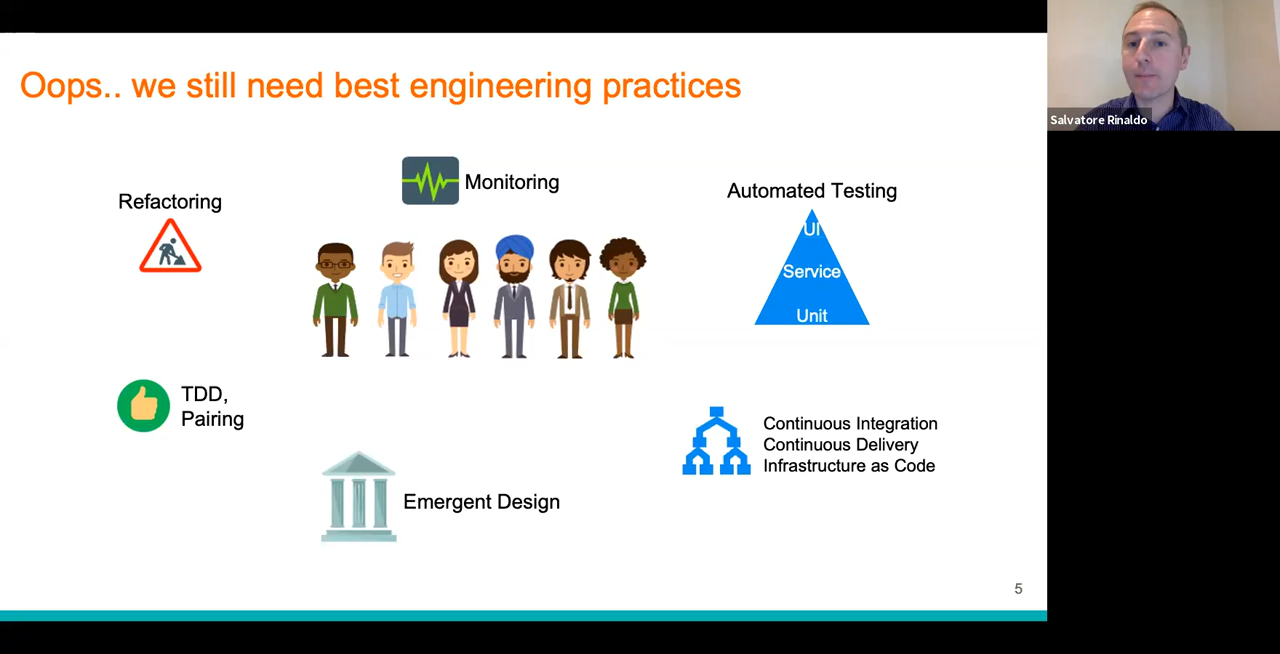 Oops.. we still need best engineering practices
Salvatore Rinaldo
Monitoring
Refactoring
Automated Testing
UI
Service
Unit
TDD,
Pairing
Continuous Integration
Continuous Delivery
Infrastructure as Code
Emergent Design
5